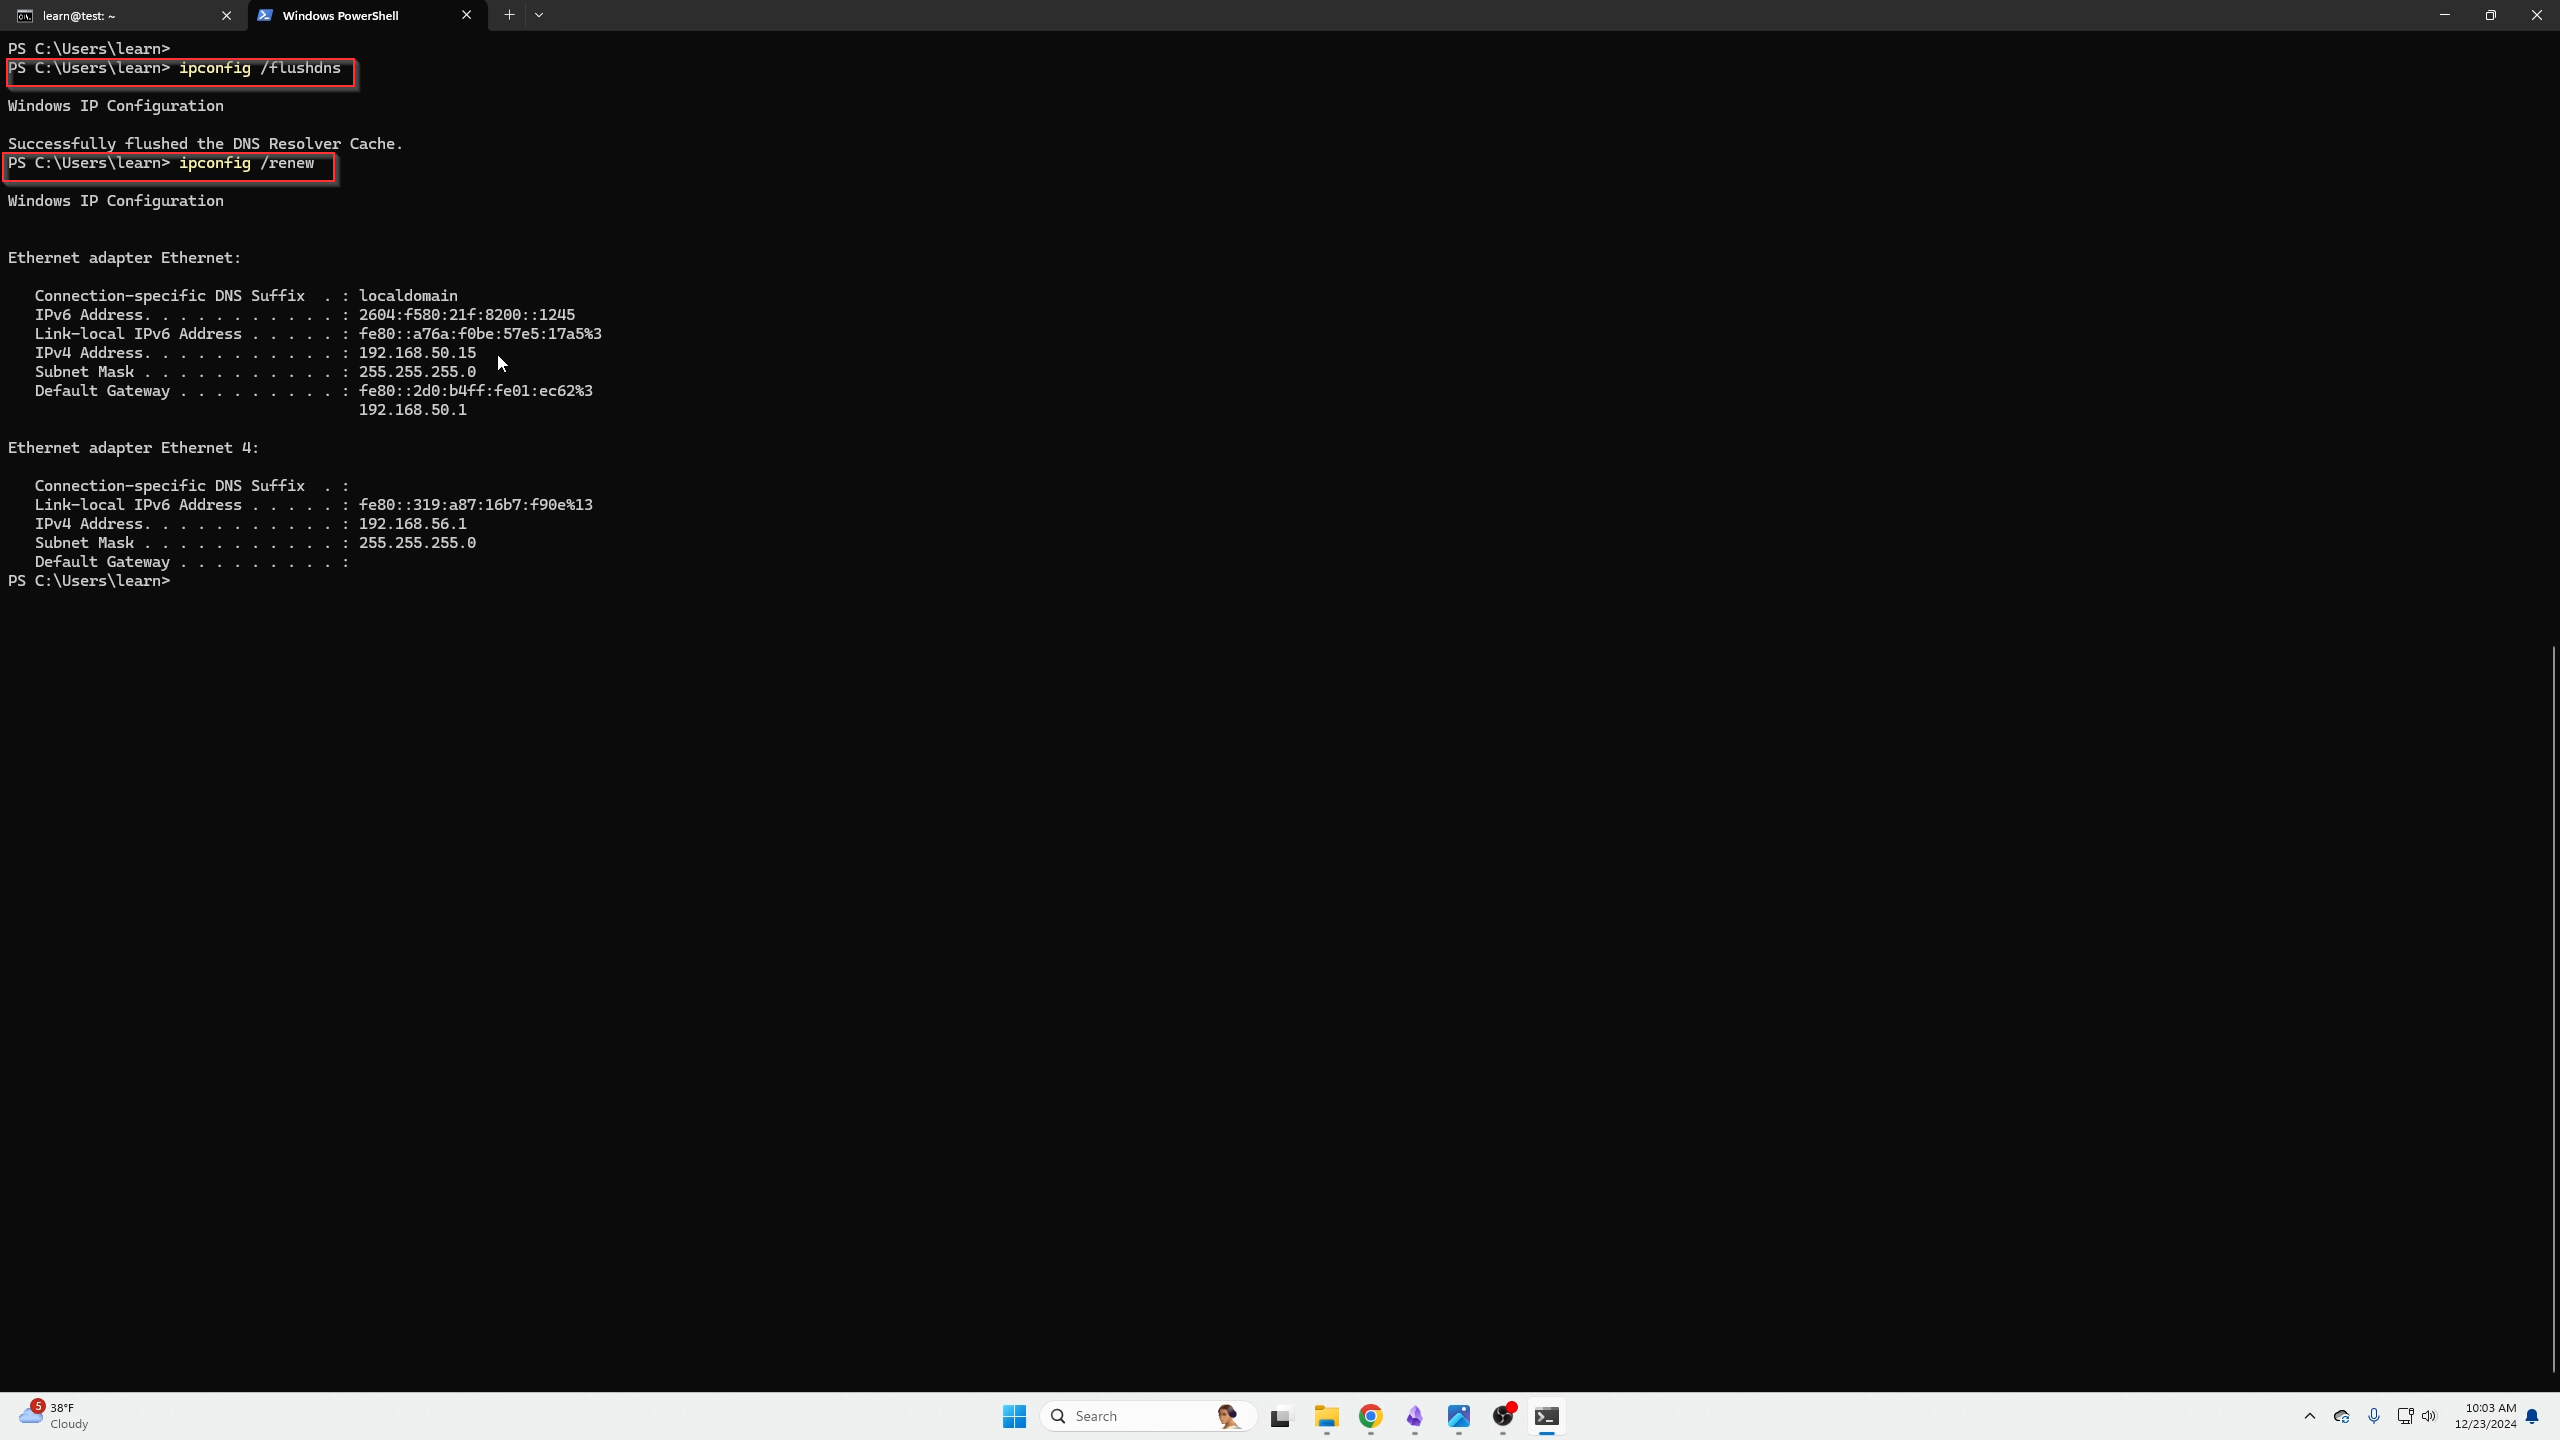 learn@test: ~
Windows PowerShell
PS C:\Users\learn>
PS C:\Users\learn> ipconfig /flushdns
Windows IP Configuration
Successfully flushed the DNS Resolver Cache.
PS C:\Users\learn> ipconfig /renew
Windows IP Configuration
Ethernet adapter Ethernet:
Connection-specific DNS Suffix  . : localdomain
IPv6 Address. . . . . . . . . . . : 2604:f580:21f:8200::1245
Link-local IPv6 Address . . . . . : fe80::a76a:f0be:57e5:17a5%3
IPv4 Address. . . . . . . . . . . : 192.168.50.15
Subnet Mask . . . . . . . . . . . : 255.255.255.0
Default Gateway . . . . . . . . . : fe80::2d0:b4ff:fe01:ec62%3
192.168.50.1
Ethernet adapter Ethernet 4:
Connection-specific DNS Suffix  . :
Link-local IPv6 Address . . . . . : fe80::319:a87:16b7:f90e%13
IPv4 Address. . . . . . . . . . . : 192.168.56.1
Subnet Mask . . . . . . . . . . . : 255.255.255.0
Default Gateway . . . . . . . . . :
PS C:\Users\learn>
5
38°F
Cloudy
Search
10:03 AM
12/23/2024